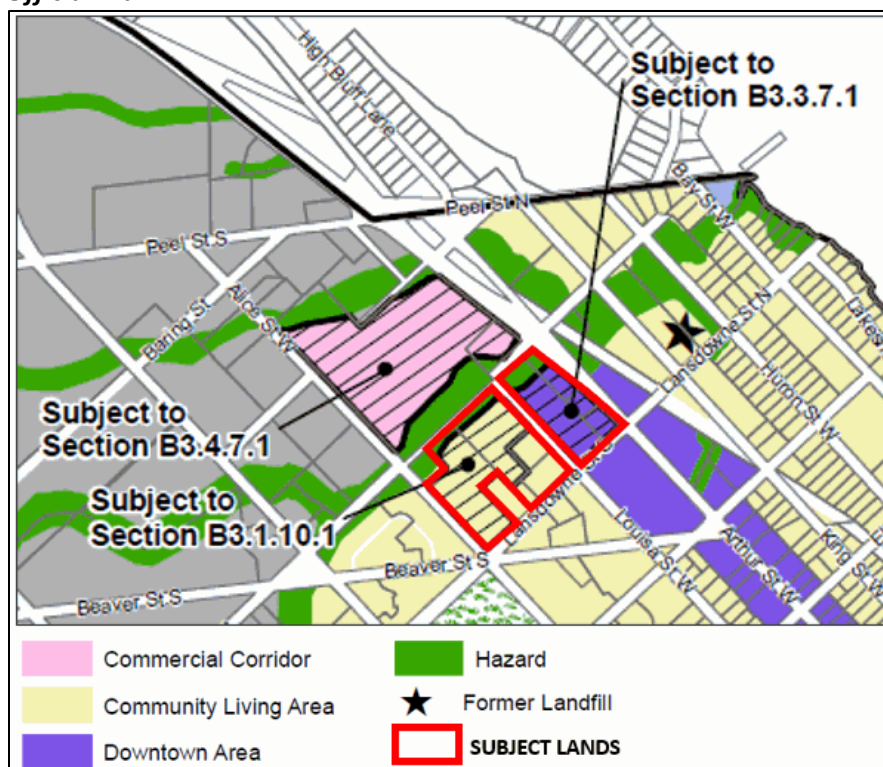 High Bluff Lane
Subject to
Section B3.3.7.1
Bay St W
Peel St N
Peel St S
Baring St
Alice St W
Lansdowne St N
Lakes
Huron St W
Subject to
Section B3.4.7.1
Subject to
Section B3.1.10.1
Lansdowne St S
Louisa St W
Arthur St W
King St W
Beaver St S
Beaver St S
Commercial Corridor
Hazard
Community Living Area
Former Landfill
Downtown Area
SUBJECT LANDS